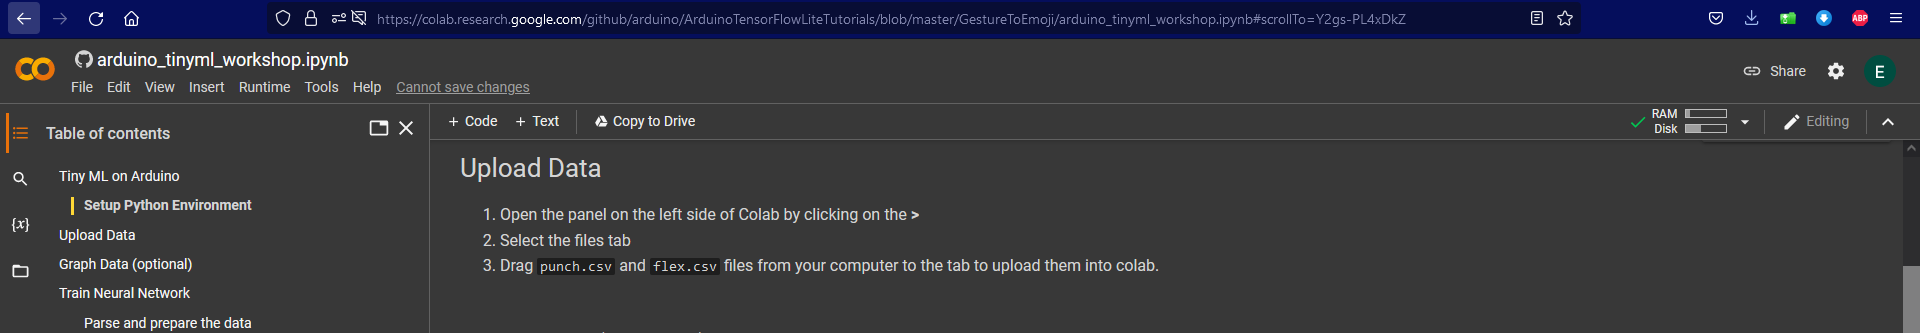 https://colab.research.google.com/github/arduino/ArduinoTensorFlowLiteTutorials/blob/master/GestureToEmoji/arduino_tinyml_workshop.ipynb#scrollTo=Y2gs-PL4xDkZ
ABP
arduino_tinyml_workshop.ipynb
File Edit View Insert Runtime Tools Help Cannot save changes
Share
E
Table of contents
Tiny ML on Arduino
Setup Python Environment
Upload Data
Graph Data (optional)
Train Neural Network
Parse and prepare the data
{x}
+ Code + Text Copy to Drive
RAM
Disk
Editing
Upload Data
1. Open the panel on the left side of Colab by clicking on the >
2. Select the files tab
3. Drag punch.csv and flex.csv files from your computer to the tab to upload them into colab.